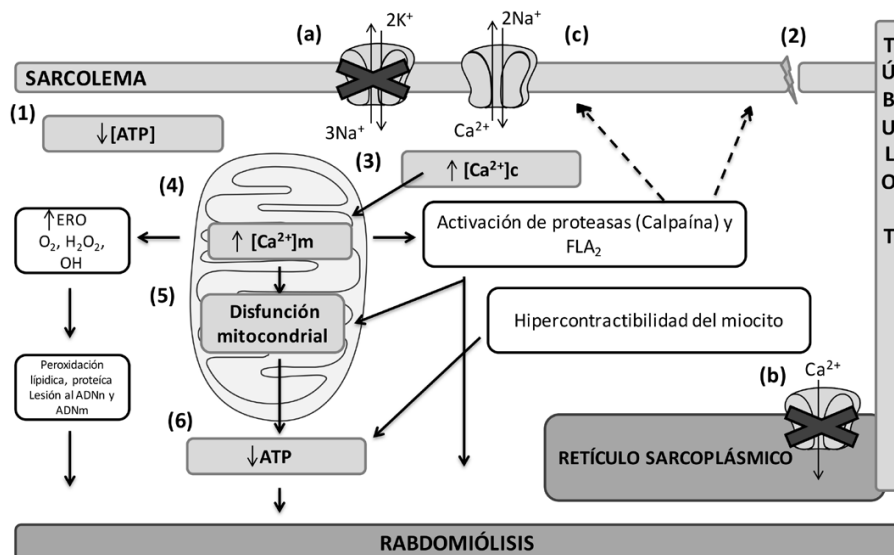 (a)
2K⁺
2Na⁺
(c)
(2)
SARCOLEMA
3Na⁺
Ca²⁺
T
Ú
B
U
L
O
T
(1)
↓[ATP]
(3)
↑ [Ca²⁺]c
(4)
↑ERO
O₂, H₂O₂,
OH
↑ [Ca²⁺]m
Activación de proteasas (Calpaína) y
FLA₂
(5)
Disfunción
mitocondrial
Hipercontractibilidad del miocito
Peroxidación
lípidica, proteíca
Lesión al ADNn y
ADNm
(b)
Ca²⁺
(6)
↓ATP
RETÍCULO SARCOPLÁSMICO
RABDOMIÓLISIS